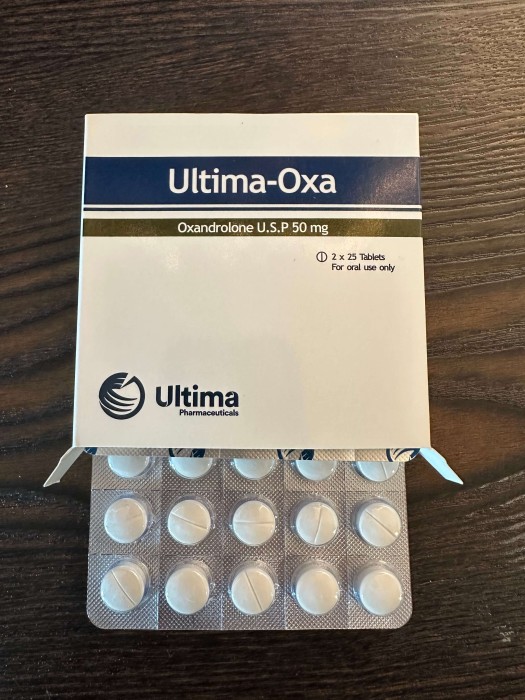 Ultima-Oxa
Oxandrolone U.S.P 50 mg
2 x 25 Tablets
For oral use only
Ultima
Pharmaceuticals